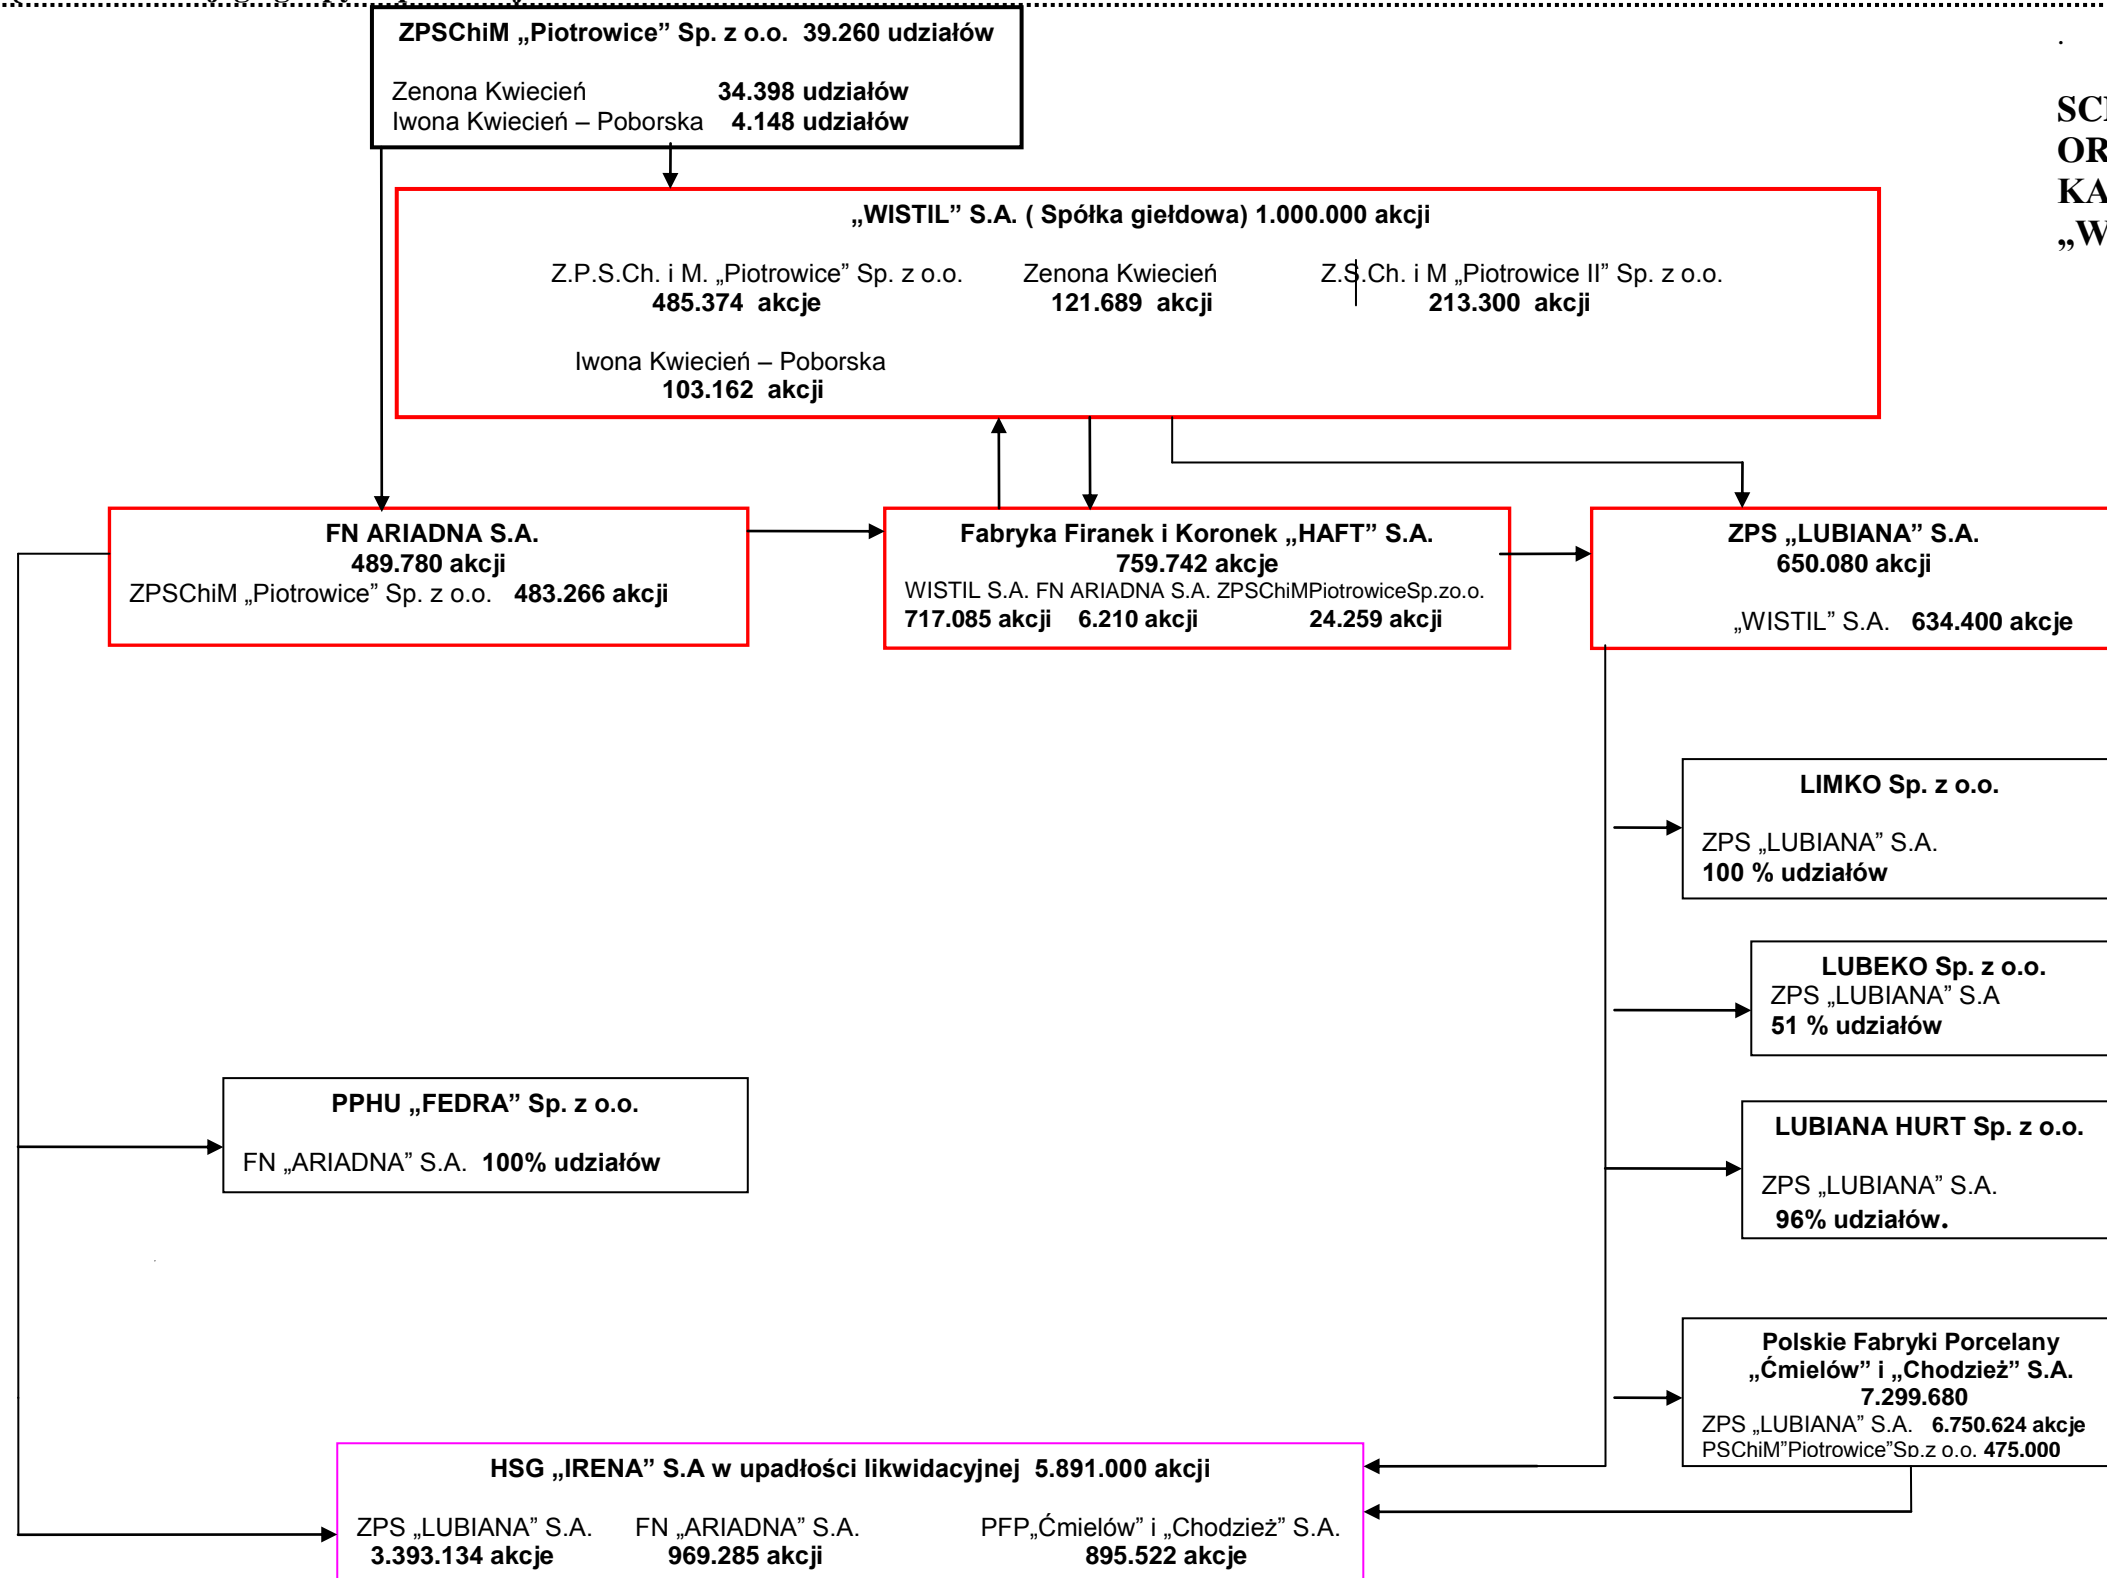 ZPSChiM „Piotrowice” Sp. z o.o. 39.260 udziałów
Zenona Kwiecień 34.398 udziałów
Iwona Kwiecień – Poborska 4.148 udziałów
„WISTIL” S.A. ( Spółka giełdowa) 1.000.000 akcji
Z.P.S.Ch. i M. „Piotrowice” Sp. z o.o. Zenona Kwiecień Z.S.Ch. i M „Piotrowice II” Sp. z o.o.
485.374 akcje 121.689 akcji 213.300 akcji
Iwona Kwiecień – Poborska
103.162 akcji
FN ARIADNA S.A.
489.780 akcji
ZPSChiM „Piotrowice” Sp. z o.o. 483.266 akcji
Fabryka Firanek i Koronek „HAFT” S.A.
759.742 akcje
WISTIL S.A. FN ARIADNA S.A. ZPSChiMPiotrowiceSp.zo.o.
717.085 akcji 6.210 akcji 24.259 akcji
ZPS „LUBIANA” S.A.
650.080 akcji
„WISTIL” S.A. 634.400 akcje
LIMKO Sp. z o.o.
ZPS „LUBIANA” S.A.
100 % udziałów
LUBEKO Sp. z o.o.
ZPS „LUBIANA” S.A
51 % udziałów
PPHU „FEDRA” Sp. z o.o.
FN „ARIADNA” S.A. 100% udziałów
LUBIANA HURT Sp. z o.o.
ZPS „LUBIANA” S.A.
96% udziałów.
Polskie Fabryki Porcelany
„Ćmielów” i „Chodzież” S.A.
7.299.680
ZPS „LUBIANA” S.A. 6.750.624 akcje
PSChiM”Piotrowice”Sp.z o.o. 475.000
HSG „IRENA” S.A w upadłości likwidacyjnej 5.891.000 akcji
ZPS „LUBIANA” S.A. FN „ARIADNA” S.A. PFP„Ćmielów” i „Chodzież” S.A.
3.393.134 akcje 969.285 akcji 895.522 akcje